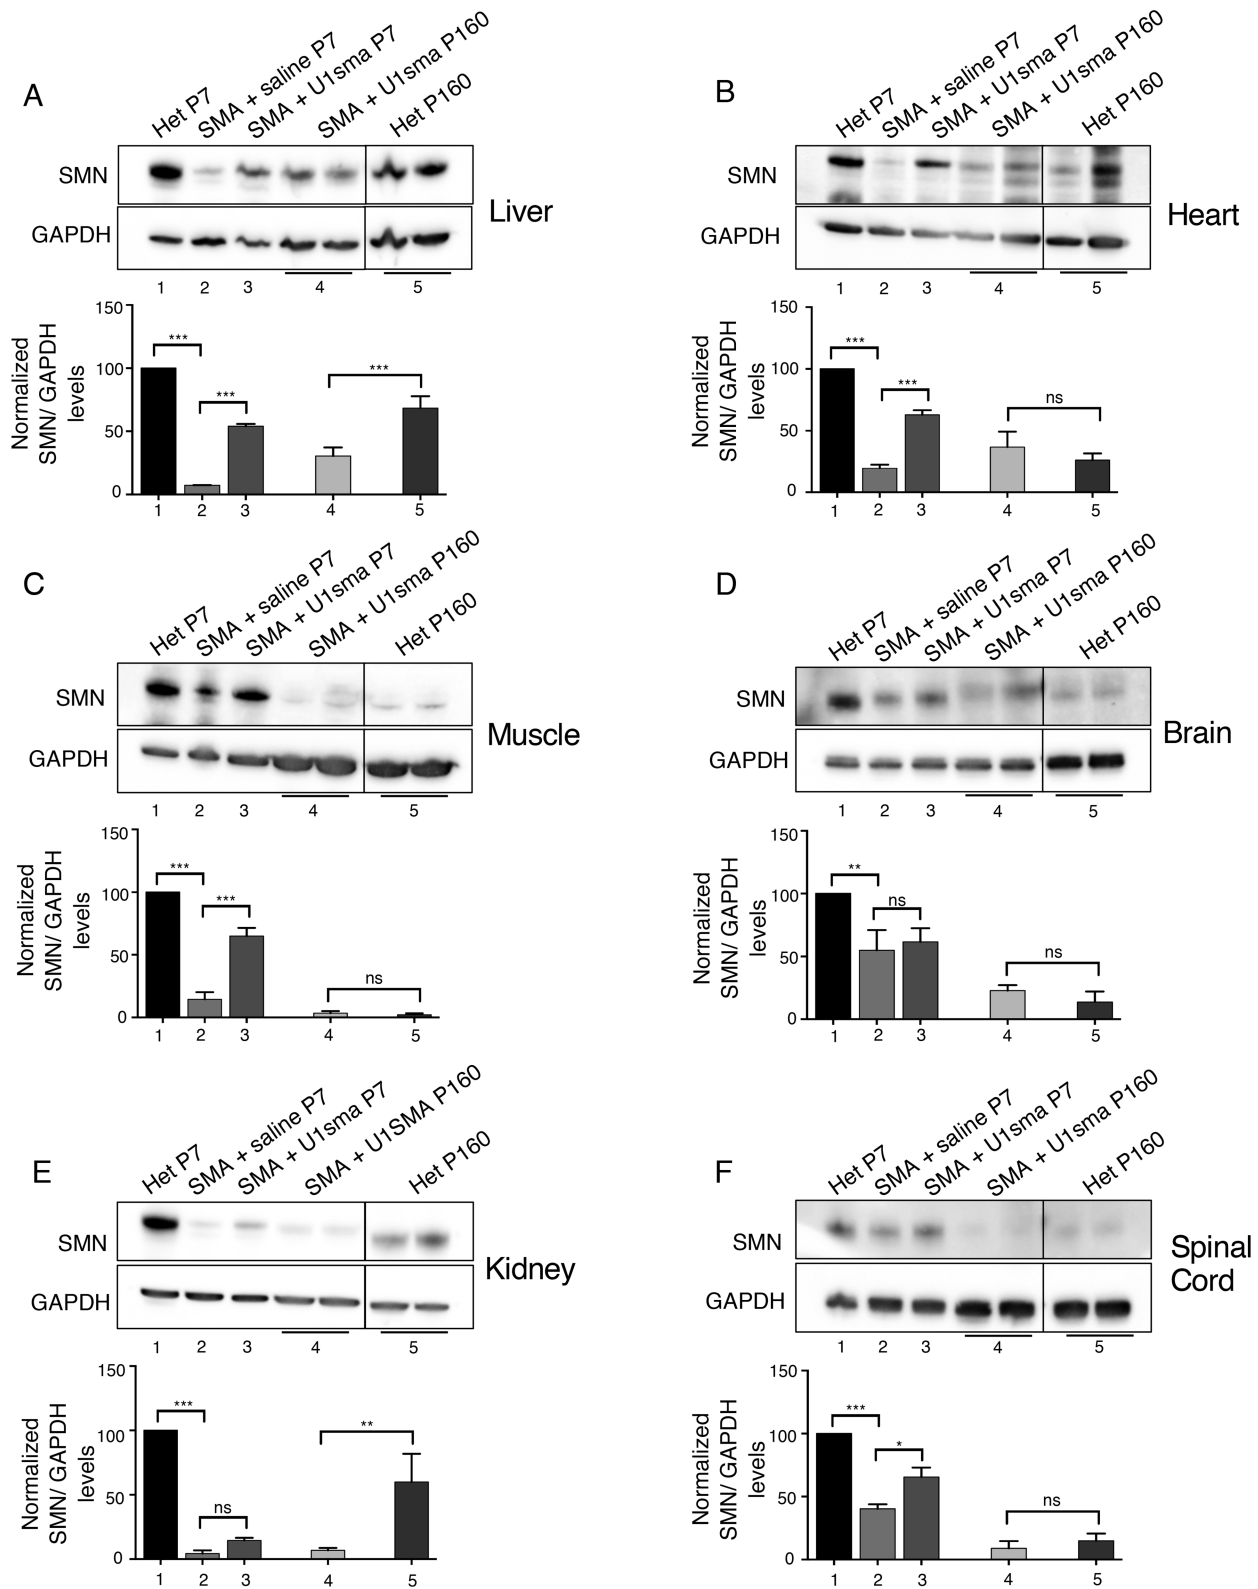 A
Het P7
SMA + saline P7
SMA + U1sma P7
SMA + U1sma P160
Het P160
SMN
GAPDH
Liver
1 2 3 4 5
Normalized
SMN/ GAPDH
levels
150
100
50
0
***
***
***
1 2 3 4 5
B
Het P7
SMA + saline P7
SMA + U1sma P7
SMA + U1sma P160
Het P160
SMN
GAPDH
Heart
1 2 3 4 5
Normalized
SMN/ GAPDH
levels
150
100
50
0
***
***
ns
1 2 3 4 5
C
Het P7
SMA + saline P7
SMA + U1sma P7
SMA + U1sma P160
Het P160
SMN
GAPDH
Muscle
1 2 3 4 5
Normalized
SMN/ GAPDH
levels
150
100
50
0
***
***
ns
1 2 3 4 5
D
Het P7
SMA + saline P7
SMA + U1sma P7
SMA + U1sma P160
Het P160
SMN
GAPDH
Brain
1 2 3 4 5
Normalized
SMN/ GAPDH
levels
150
100
50
0
**
ns
ns
1 2 3 4 5
E
Het P7
SMA + saline P7
SMA + U1sma P7
SMA + U1SMA P160
Het P160
SMN
GAPDH
Kidney
1 2 3 4 5
Normalized
SMN/ GAPDH
levels
150
100
50
0
***
ns
**
1 2 3 4 5
F
Het P7
SMA + saline P7
SMA + U1sma P7
SMA + U1sma P160
Het P160
SMN
GAPDH
Spinal
Cord
1 2 3 4 5
Normalized
SMN/ GAPDH
levels
150
100
50
0
***
*
ns
1 2 3 4 5